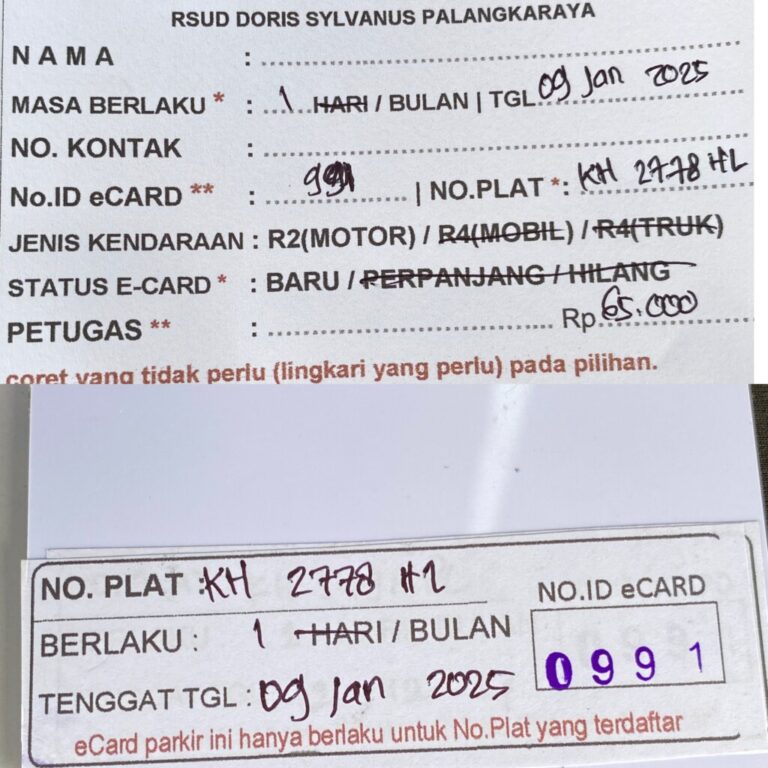 RSUD DORIS SYLVANUS PALANGKARAYA
NAMA :
MASA BERLAKU * : 1 HARI / BULAN | TGL 09 Jan 2025
NO. KONTAK :
No.ID eCARD ** : 991 | NO.PLAT *: KH 2778 HL
JENIS KENDARAAN : R2(MOTOR) / R4(MOBIL) / R4(TRUK)
STATUS E-CARD * : BARU / PERPANJANG / HILANG
PETUGAS ** : Rp 65.000
coret yang tidak perlu (lingkari yang perlu) pada pilihan.
NO. PLAT : KH 2778 HL
BERLAKU : 1 HARI / BULAN
TENGGAT TGL : 09 Jan 2025
NO.ID eCARD
0991
eCard parkir ini hanya berlaku untuk No.Plat yang terdaftar